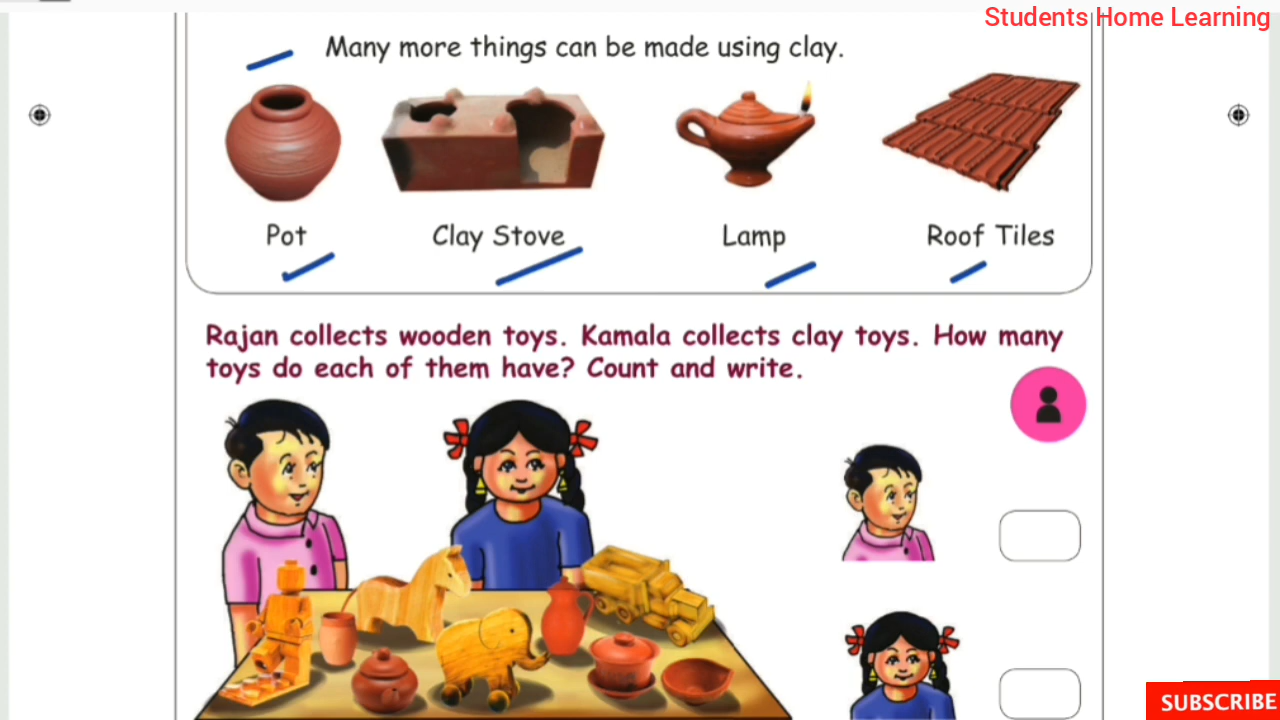 Students Home Learning
Many more things can be made using clay.
Pot Clay Stove Lamp Roof Tiles
Rajan collects wooden toys. Kamala collects clay toys. How many
toys do each of them have? Count and write.
SUBSCRIBE